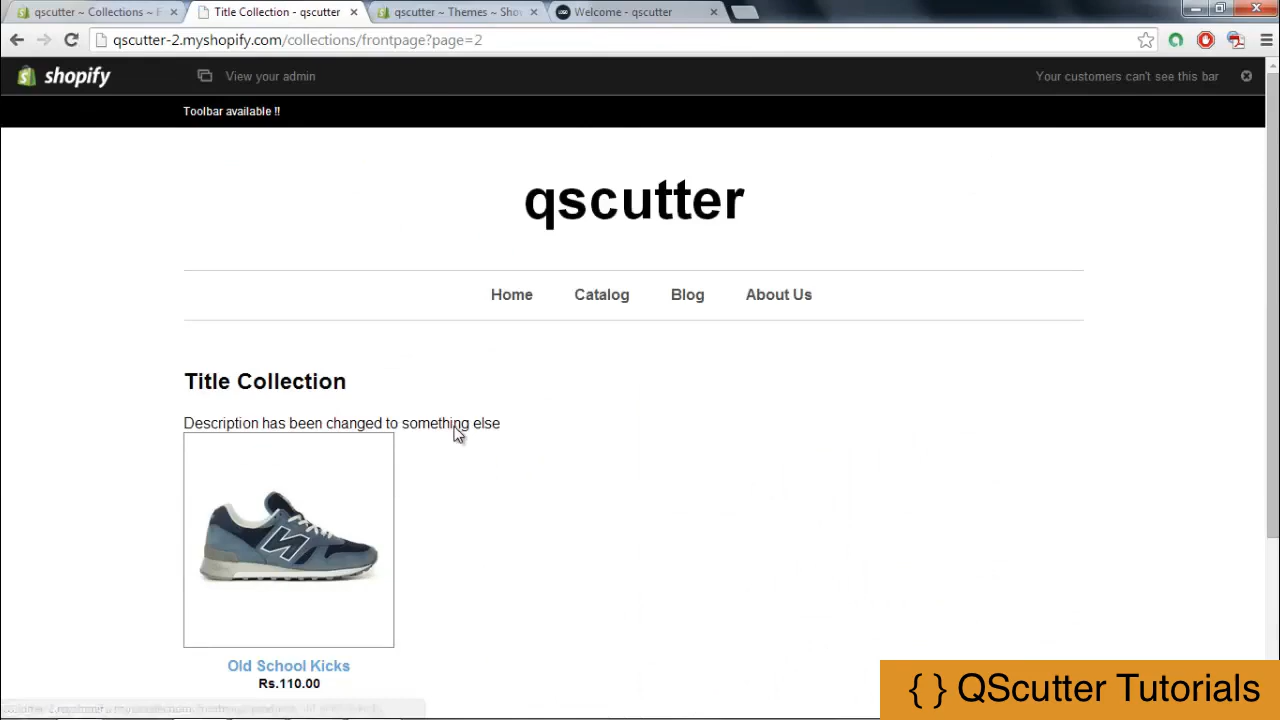 qscutter ~ Collections ~ F
Title Collection - qscutter
qscutter ~ Themes ~ Sho
Welcome - qscutter
qscutter-2.myshopify.com/collections/frontpage?page=2
shopify
View your admin
Your customers can't see this bar
Toolbar available !!
qscutter
Home Catalog Blog About Us
Title Collection
Description has been changed to something else
N
Old School Kicks
Rs.110.00
{ } QScutter Tutorials